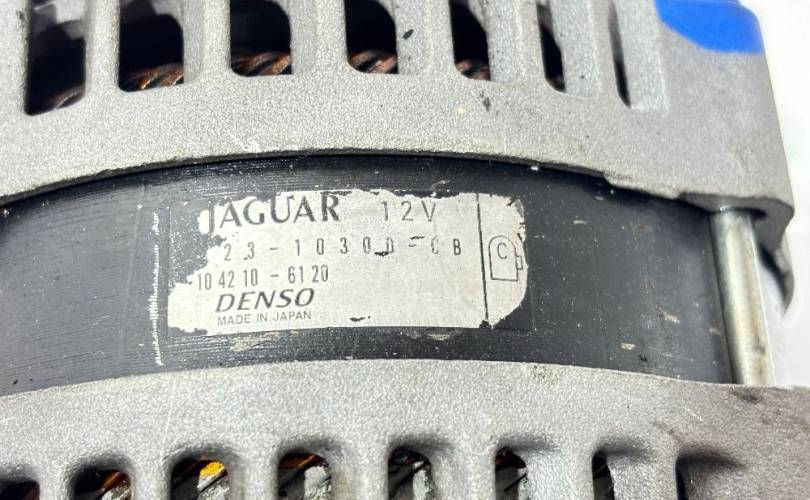 JAGUAR 12V
23-10300-CB
104210-6120
DENSO
MADE IN JAPAN
C